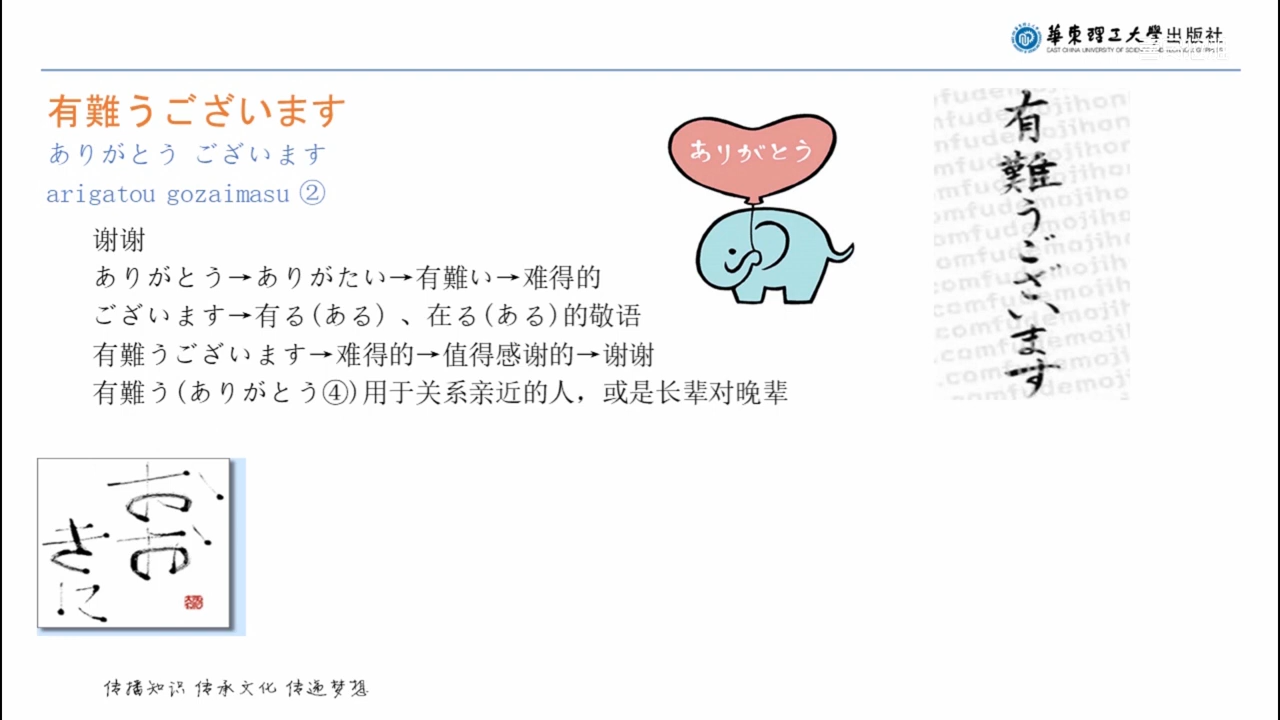 華東理工大學出版社
有難うございます
ありがとう ございます
arigatou gozaimasu ②
谢谢
ありがとう→ありがたい→有難い→难得的
ございます→有る(ある) 、在る(ある)的敬语
有難うございます→难得的→值得感谢的→谢谢
有難う(ありがとう④)用于关系亲近的人，或是长辈对晚辈
ありがとう
有難うございます
おお
きに
传播知识 传承文化 传递梦想